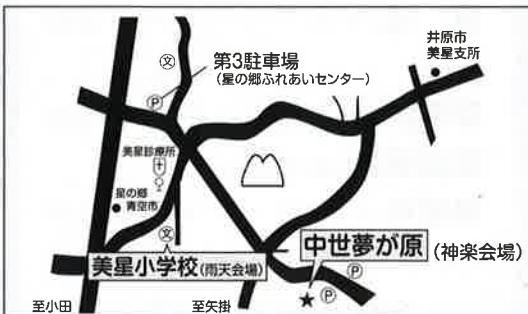 文
第3駐車場
(星の郷ふれあいセンター)
P
井原市
美星支所
美星診療所
星の郷
青空市
文
美星小学校(雨天会場)
中世夢が原(神楽会場)
P
P
至小田
至矢掛